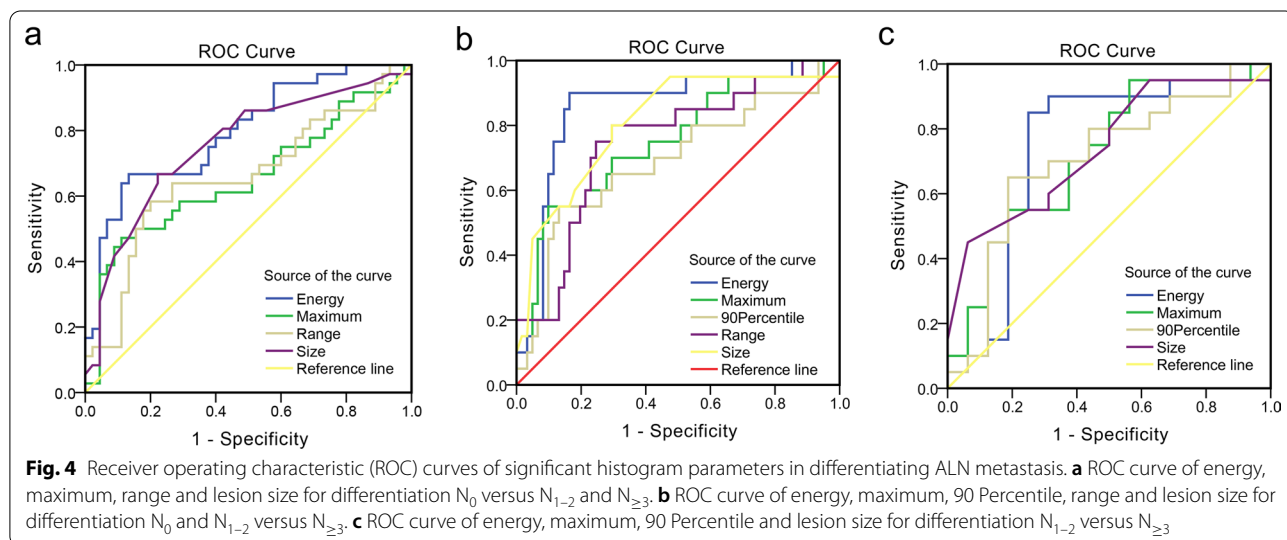 a
ROC Curve
Sensitivity
1.0
0.8
0.6
0.4
0.2
0.0
Source of the curve
Energy
Maximum
Range
Size
Reference line
0.0 0.2 0.4 0.6 0.8 1.0
1 - Specificity
b
ROC Curve
Sensitivity
1.0
0.8
0.6
0.4
0.2
0.0
Source of the curve
Energy
Maximum
90Percentile
Range
Size
Reference line
0.0 0.2 0.4 0.6 0.8 1.0
1 - Specificity
c
ROC Curve
Sensitivity
1.0
0.8
0.6
0.4
0.2
0.0
Source of the curve
Energy
Maximum
90Percentile
Size
Reference line
0.0 0.2 0.4 0.6 0.8 1.0
1 - Specificity
Fig. 4 Receiver operating characteristic (ROC) curves of significant histogram parameters in differentiating ALN metastasis. a ROC curve of energy,
maximum, range and lesion size for differentiation N₀ versus N₁₋₂ and N≥₃. b ROC curve of energy, maximum, 90 Percentile, range and lesion size for
differentiation N₀ and N₁₋₂ versus N≥₃. c ROC curve of energy, maximum, 90 Percentile and lesion size for differentiation N₁₋₂ versus N≥₃